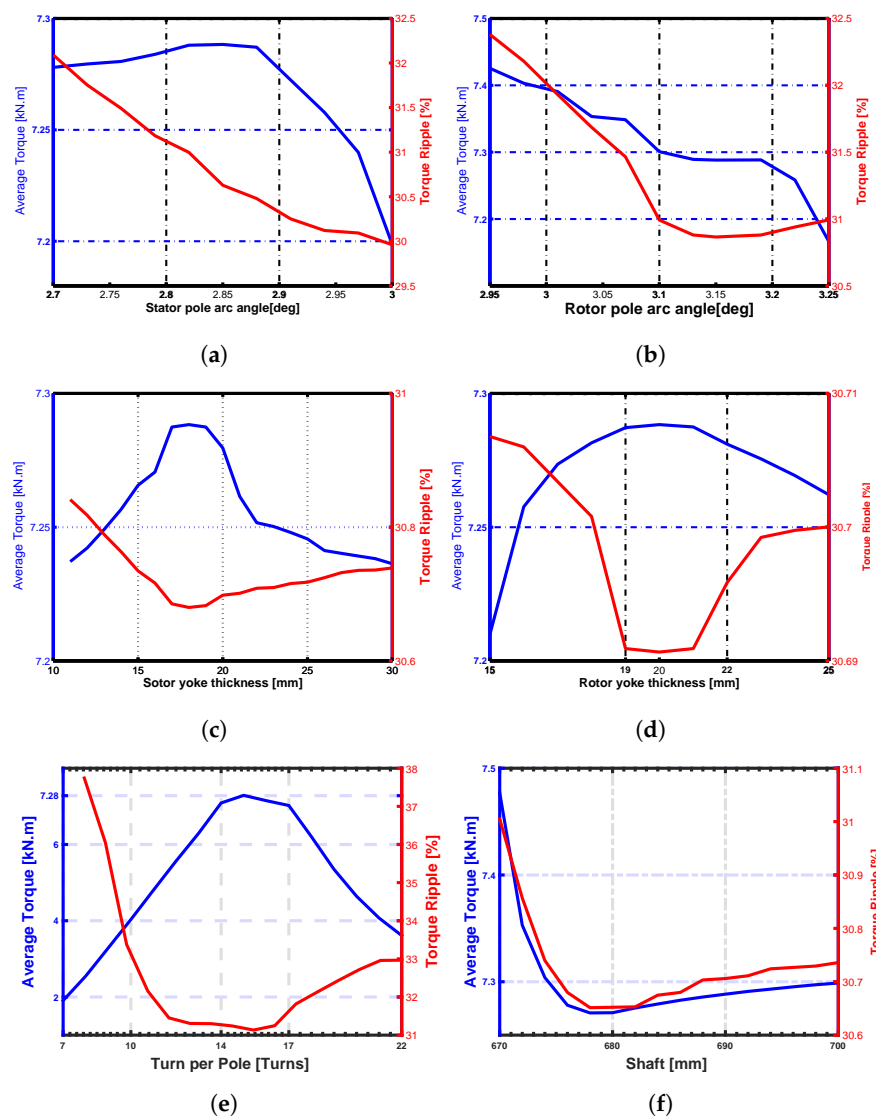 7.3
7.25
7.2
Average Torque [kN.m]
32.5
32
31.5
31
30.5
30
29.5
Torque Ripple [%]
2.7 2.75 2.8 2.85 2.9 2.95 3
Stator pole arc angle[deg]
(a)
7.5
7.4
7.3
7.2
Average Torque [kN.m]
32.5
32
31.5
31
30.5
Torque Ripple [%]
2.95 3 3.05 3.1 3.15 3.2 3.25
Rotor pole arc angle[deg]
(b)
7.3
7.25
7.2
Average Torque [kN.m]
31
30.8
30.6
Torque Ripple [%]
10 15 20 25 30
Sotor yoke thickness [mm]
(c)
7.3
7.25
7.2
Average Torque [kN.m]
30.71
30.7
30.69
Torque Ripple [%]
15 19 20 22 25
Rotor yoke thickness [mm]
(d)
7.28
6
4
2
Average Torque [kN.m]
38
37
36
35
34
33
32
31
Torque Ripple [%]
7 10 14 17 22
Turn per Pole [Turns]
(e)
7.5
7.4
7.3
Average Torque [kN.m]
31.1
31
30.9
30.8
30.7
30.6
Torque Ripple [%]
670 680 690 700
Shaft [mm]
(f)